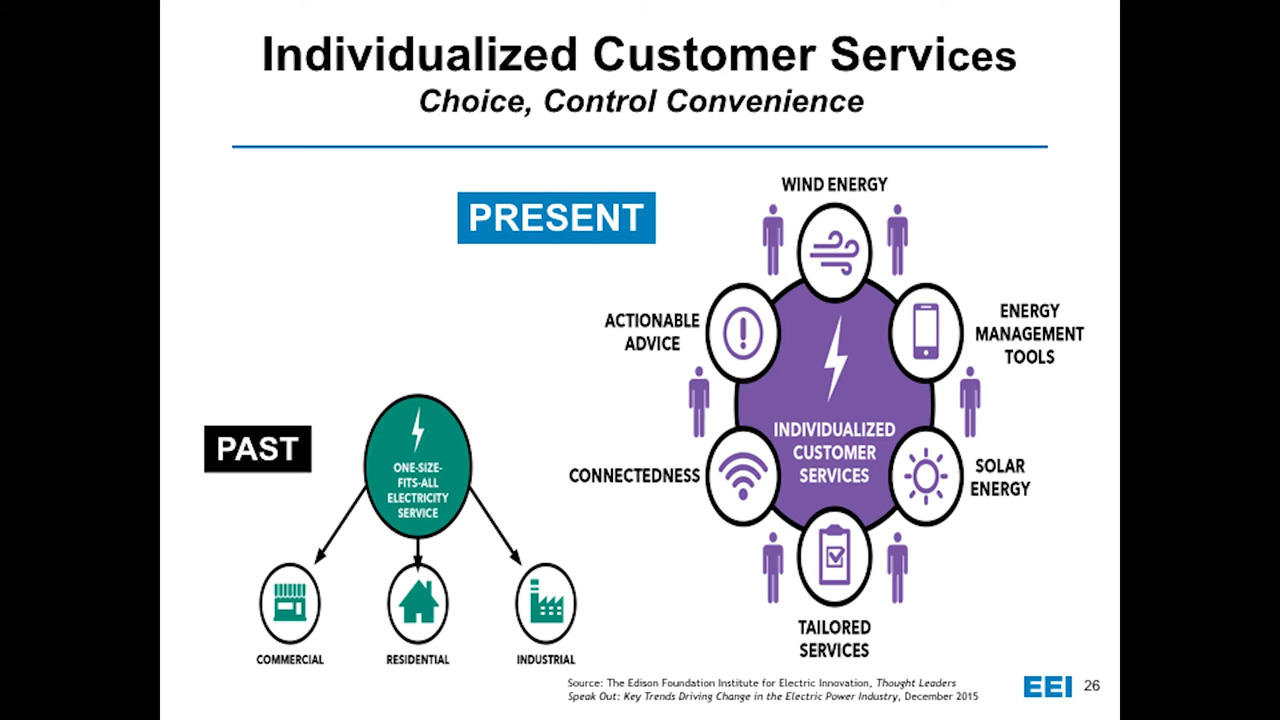 Individualized Customer Services
Choice, Control Convenience
PRESENT
WIND ENERGY
ACTIONABLE
ADVICE
ENERGY
MANAGEMENT
TOOLS
INDIVIDUALIZED
CUSTOMER
SERVICES
CONNECTEDNESS
SOLAR
ENERGY
TAILORED
SERVICES
PAST
ONE-SIZE-
FITS-ALL
ELECTRICITY
SERVICE
COMMERCIAL
RESIDENTIAL
INDUSTRIAL
Source: The Edison Foundation Institute for Electric Innovation, Thought Leaders
Speak Out: Key Trends Driving Change in the Electric Power Industry, December 2015
EEI
26